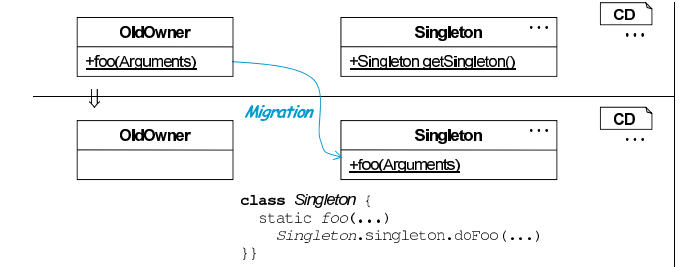 CD
OldOwner
Singleton ...
...
+foo(Arguments)
+Singleton getSingleton()
Migration
CD
OldOwner
Singleton ...
...
+foo(Arguments)
class Singleton {
static foo(...)
Singleton.singleton.doFoo(...)
}}